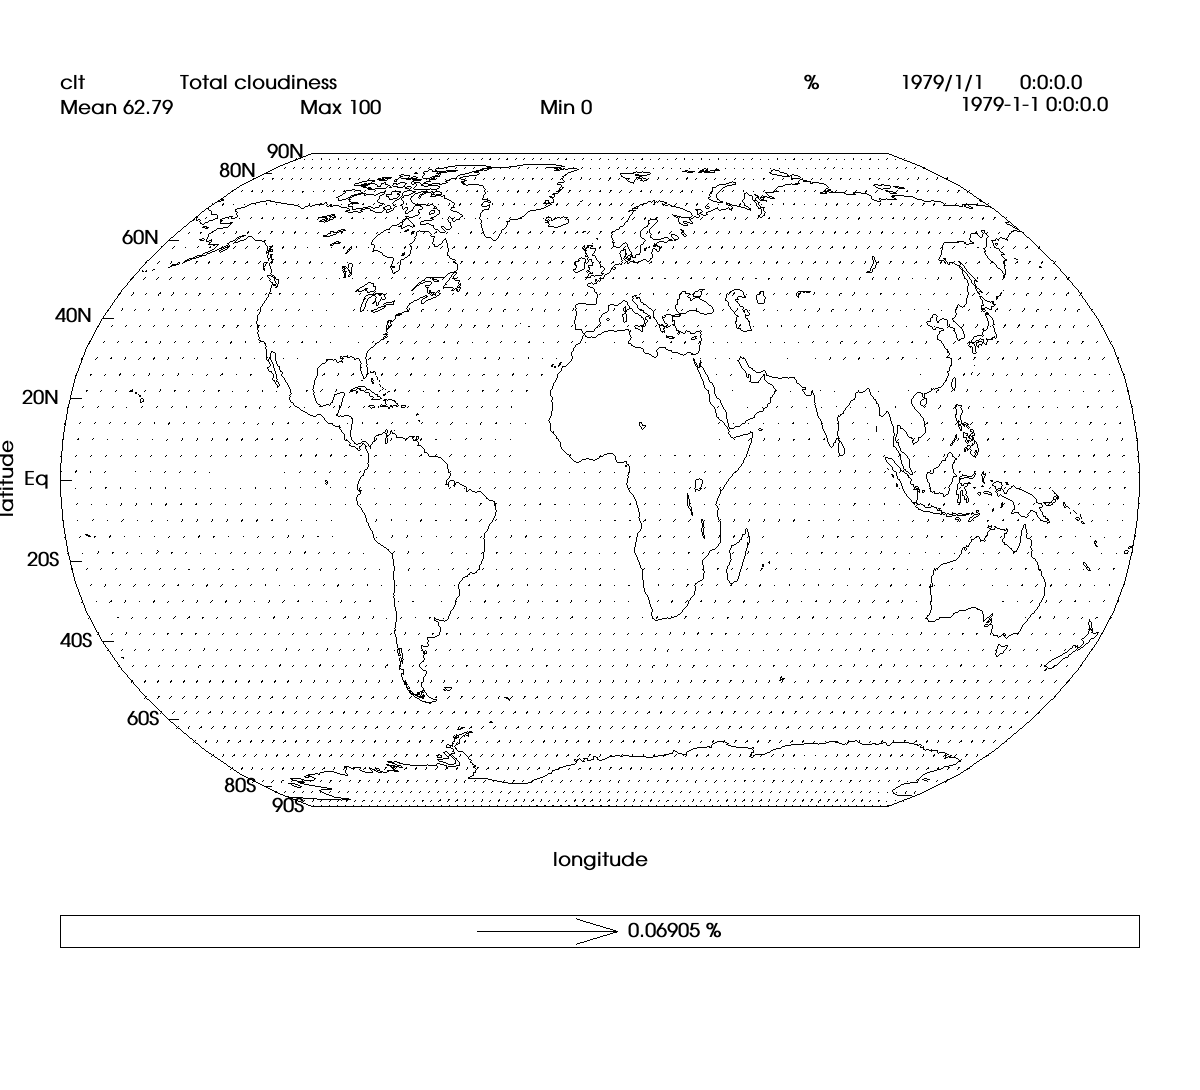 clt Total cloudiness % 1979/1/1 0:0:0.0
Mean 62.79 Max 100 Min 0 1979-1-1 0:0:0.0
90N
80N
60N
40N
20N
Eq
20S
40S
60S
80S
90S
latitude
longitude
0.06905 %